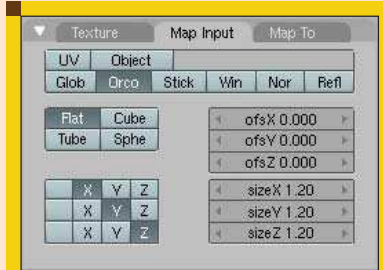 Texture Map Input Map To
UV Object
Glob Orco Stick Win Nor Refl
Flat Cube
Tube Sphe
ofsX 0.000
ofsY 0.000
ofsZ 0.000
X Y Z
X Y Z
X Y Z
sizeX 1.20
sizeY 1.20
sizeZ 1.20